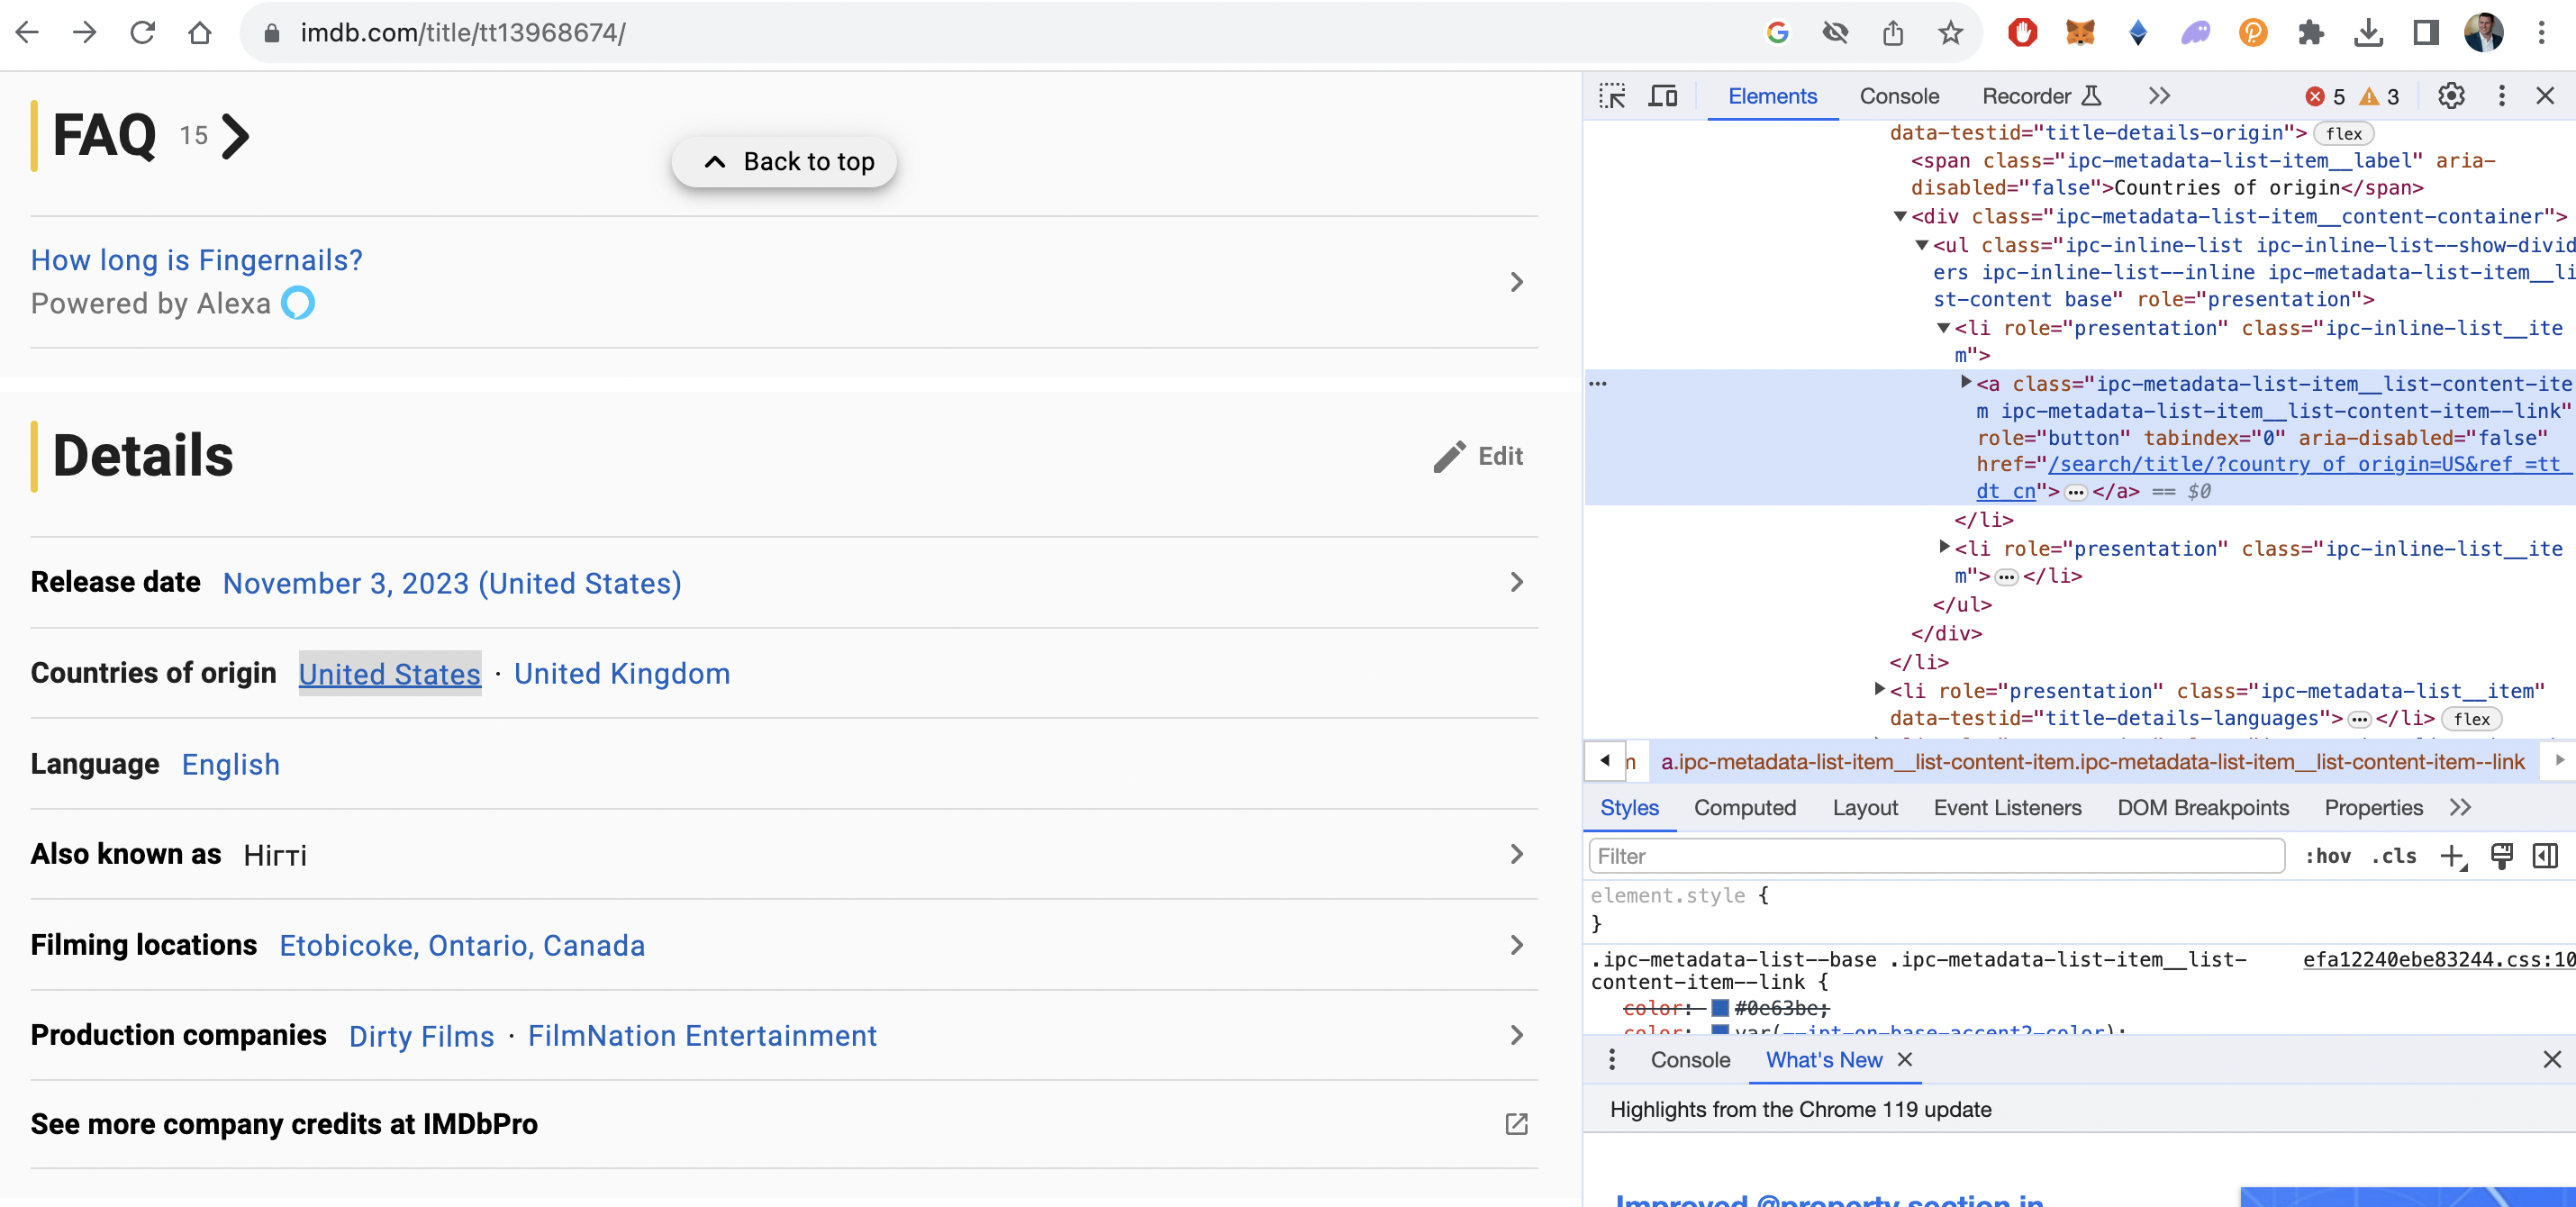 imdb.com/title/tt13968674/
FAQ 15
Back to top
How long is Fingernails?
Powered by Alexa
Details
Edit
Release date November 3, 2023 (United States)
Countries of origin United States · United Kingdom
Language English
Also known as Нігті
Filming locations Etobicoke, Ontario, Canada
Production companies Dirty Films · FilmNation Entertainment
See more company credits at IMDbPro
Elements Console Recorder 5 3
data-testid="title-details-origin"> flex
<span class="ipc-metadata-list-item__label" aria-
disabled="false">Countries of origin</span>
<div class="ipc-metadata-list-item__content-container">
<ul class="ipc-inline-list ipc-inline-list--show-divid
ers ipc-inline-list--inline ipc-metadata-list-item__li
st-content base" role="presentation">
<li role="presentation" class="ipc-inline-list__ite
m">
<a class="ipc-metadata-list-item__list-content-ite
m ipc-metadata-list-item__list-content-item--link"
role="button" tabindex="0" aria-disabled="false"
href="/search/title/?country_of_origin=US&ref_=tt_
dt_cn">…</a> == $0
</li>
<li role="presentation" class="ipc-inline-list__ite
m">…</li>
</ul>
</div>
</li>
<li role="presentation" class="ipc-metadata-list__item"
data-testid="title-details-languages">…</li> flex
a.ipc-metadata-list-item__list-content-item.ipc-metadata-list-item__list-content-item--link
Styles Computed Layout Event Listeners DOM Breakpoints Properties
Filter :hov .cls
element.style {
}
.ipc-metadata-list--base .ipc-metadata-list-item__list- efa12240ebe83244.css:10
content-item--link {
color: #0e63be;
color: var(--ipt-on-base-accent2-color);
Console What's New
Highlights from the Chrome 119 update
Improved @property section in